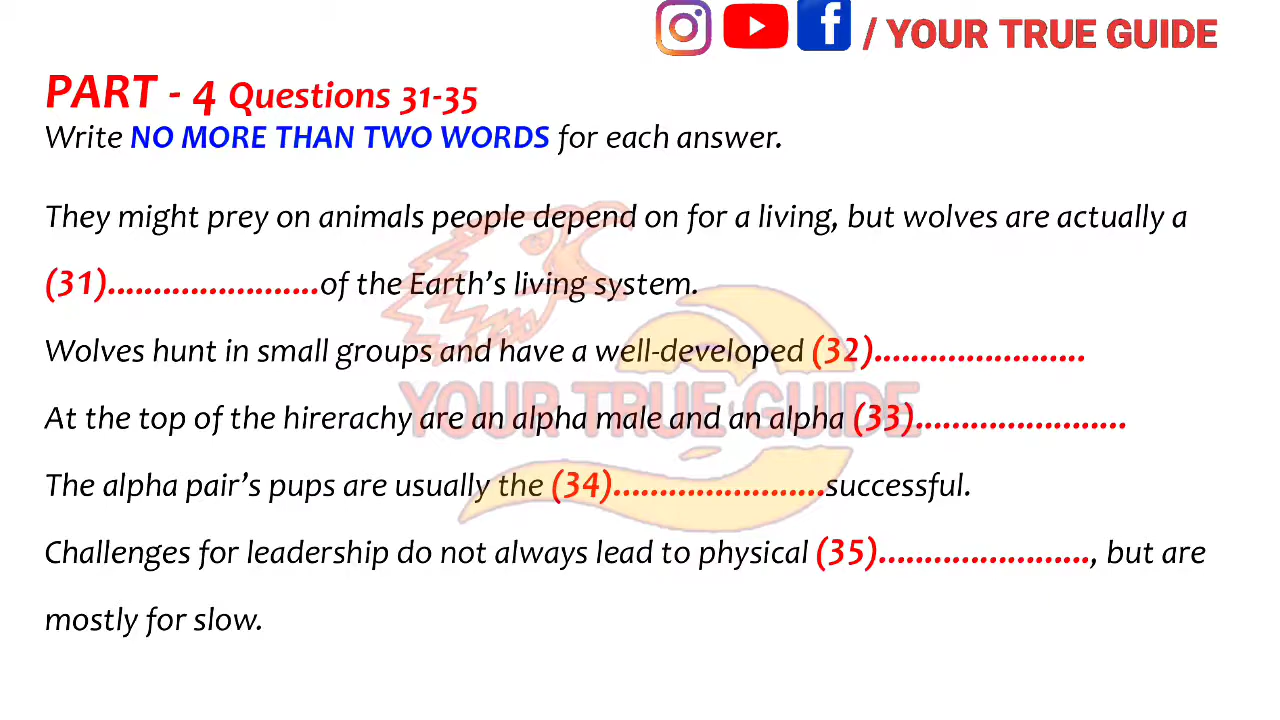 / YOUR TRUE GUIDE
PART - 4 Questions 31-35
Write NO MORE THAN TWO WORDS for each answer.
They might prey on animals people depend on for a living, but wolves are actually a
(31).......................of the Earth's living system.
Wolves hunt in small groups and have a well-developed (32).......................
At the top of the hirerachy are an alpha male and an alpha (33).......................
The alpha pair's pups are usually the (34).......................successful.
Challenges for leadership do not always lead to physical (35)......................., but are
mostly for slow.
YOUR TRUE GUIDE